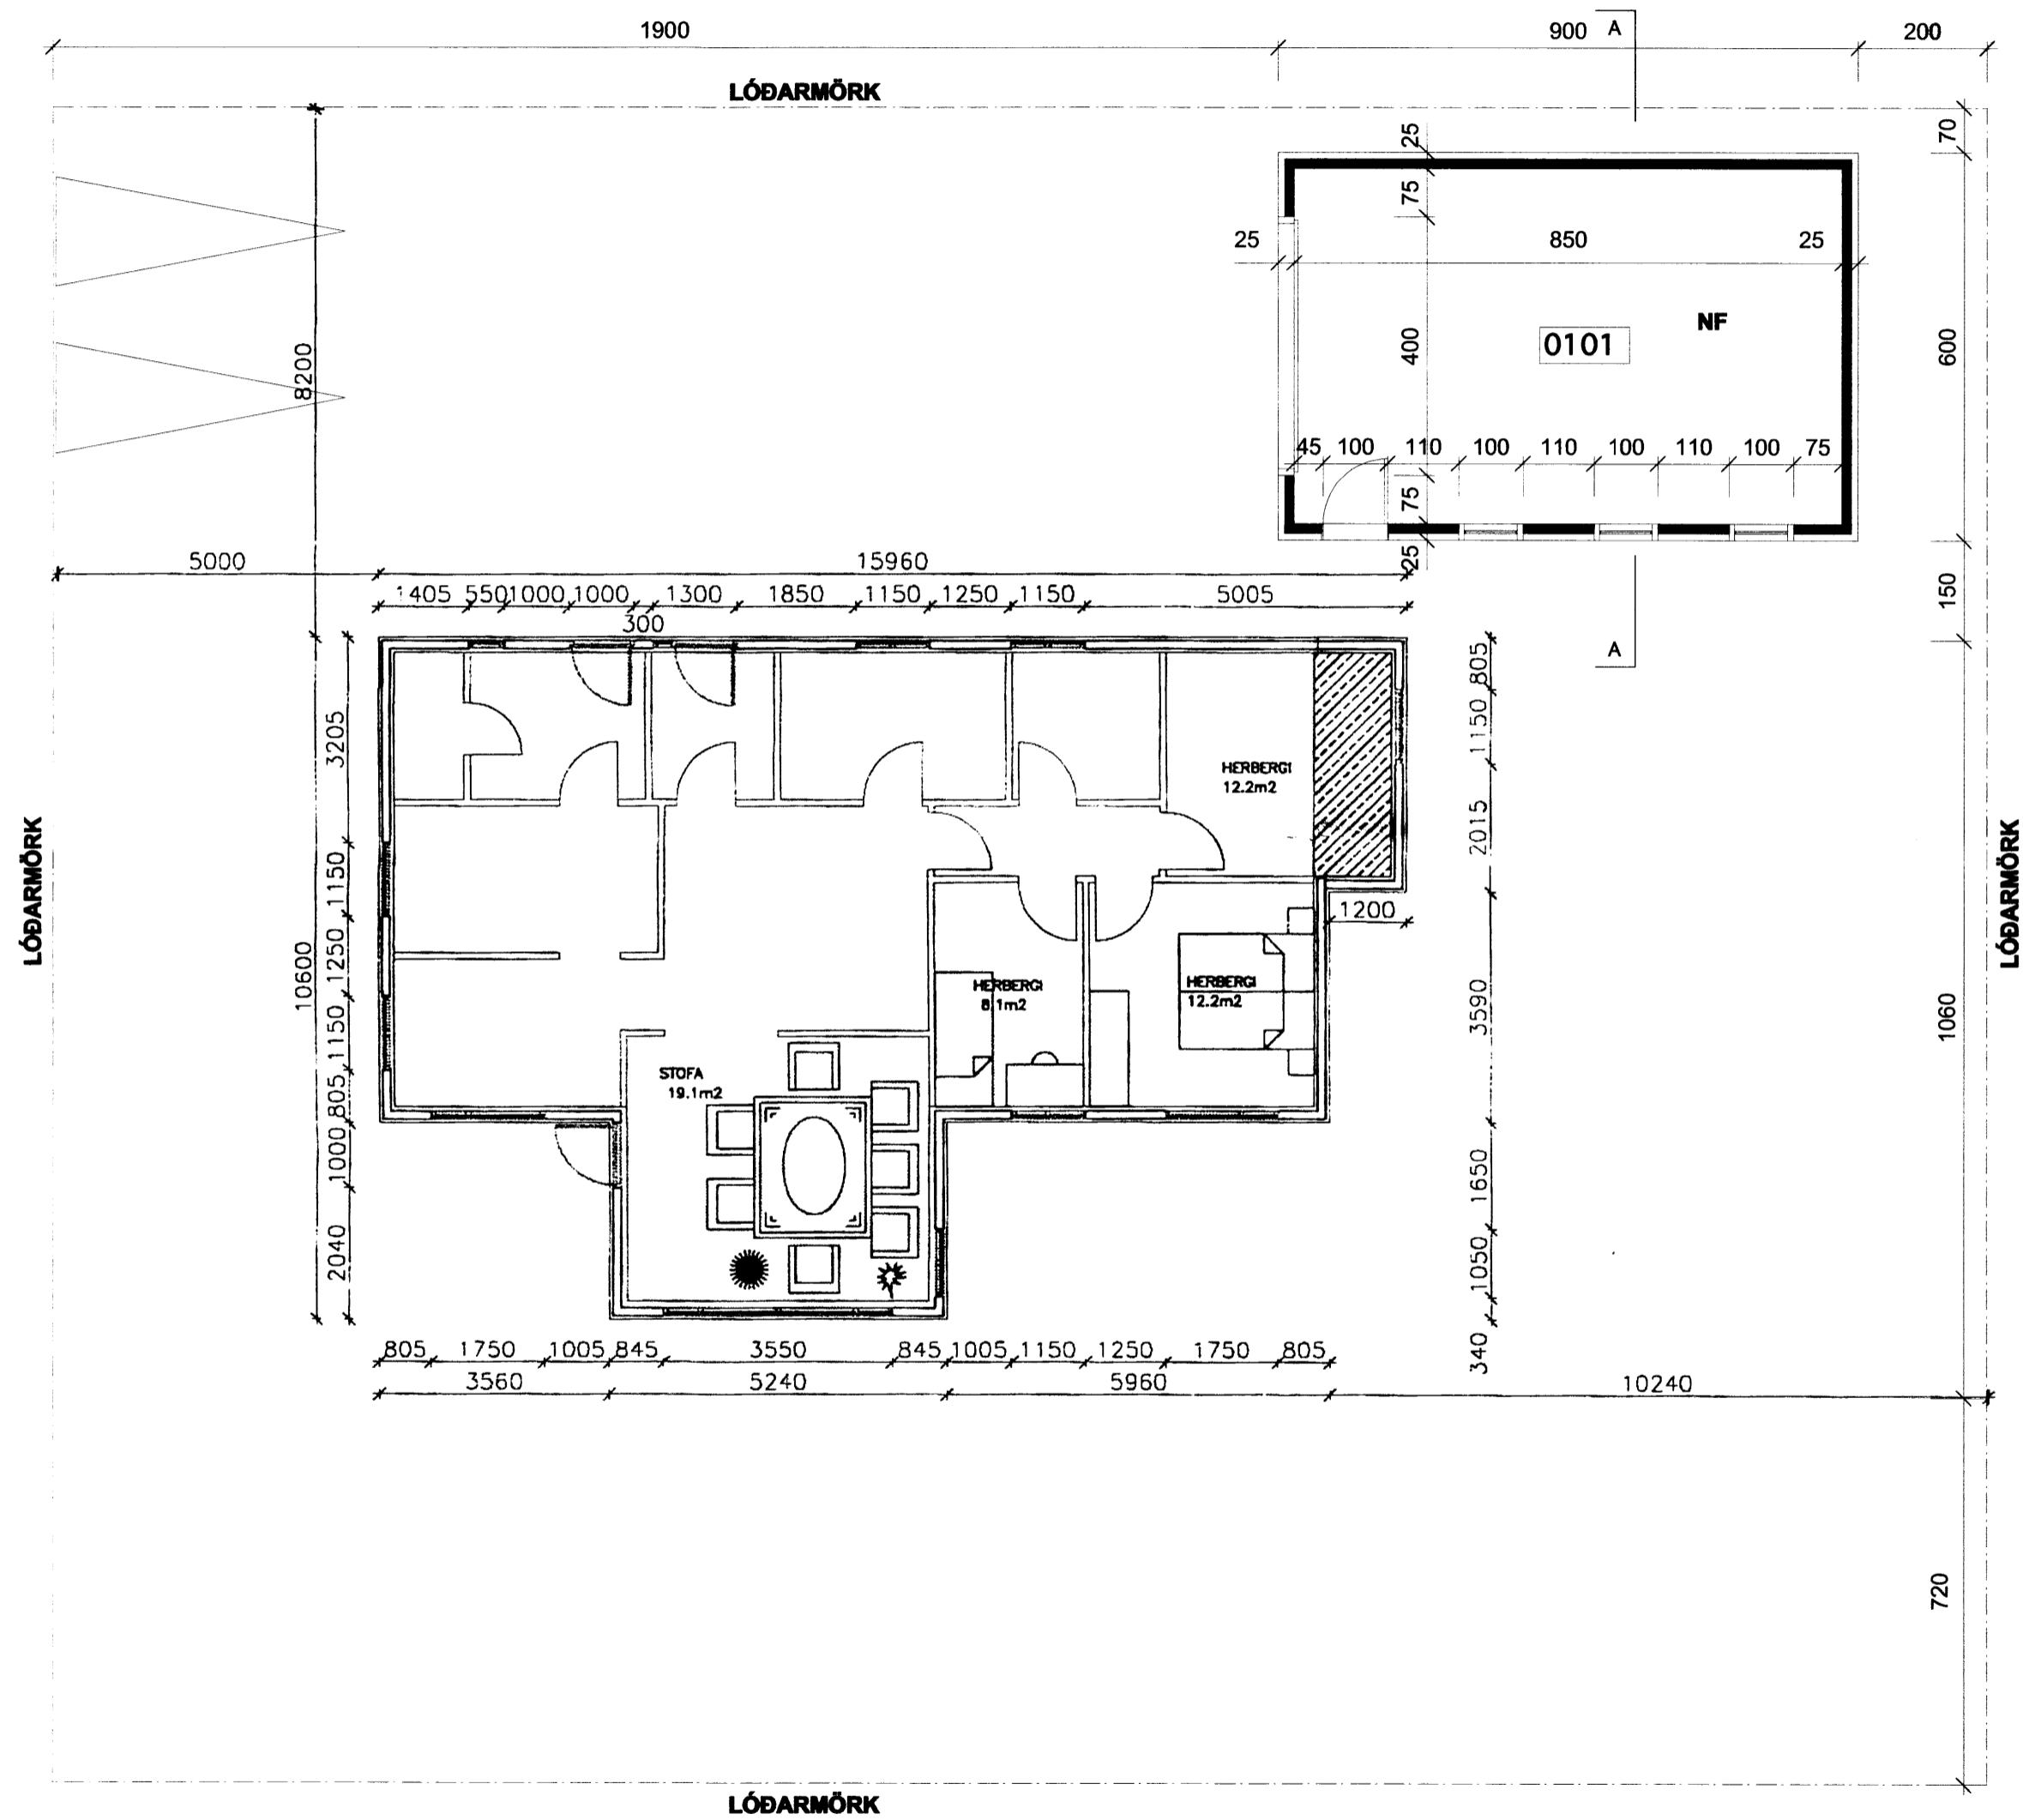 1900 900 A 200
LÓÐARMÖRK
25 70
75
25 850 25
8200 400 0101 NF 600
45 100 110 100 110 100 110 100 75
75
25
5000 15960
1405 550 1000 1000 1300 1850 1150 1250 1150 5005 150
300
A
805
3205 1150
HERBERGI
12.2m2
2015
LÓÐARMÖRK
LÓÐARMÖRK
1150
1200
10600 1250
HERBERGI
8.1m2
HERBERGI
12.2m2
3590 1060
1150
STOFA
19.1m2
805
1000 1650
2040 1050
805 1750 1005 845 3550 845 1005 1150 1250 1750 805 340
3560 5240 5960 10240
720
LÓÐARMÖRK